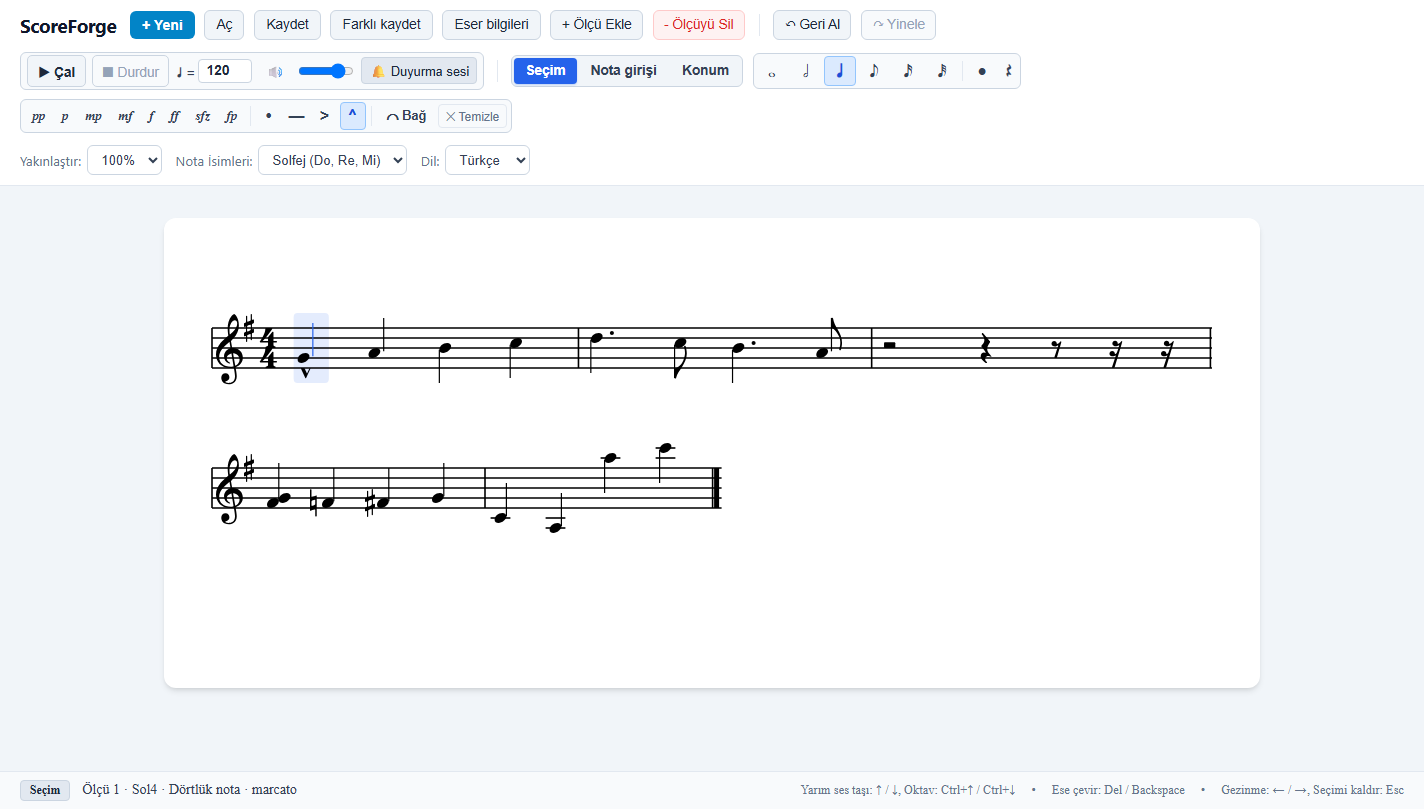 ScoreForge + Yeni Aç Kaydet Farklı kaydet Eser bilgileri + Ölçü Ekle - Ölçüyü Sil ↶ Geri Al ↷ Yinele
▶ Çal ■ Durdur ♩ = 120 🔔 Duyurma sesi Seçim Nota girişi Konum
pp p mp mf f ff sfz fp • — > ^ Bağ × Temizle
Yakınlaştır: 100% Nota İsimleri: Solfej (Do, Re, Mi) Dil: Türkçe
4
4
Seçim Ölçü 1 · Sol4 · Dörtlük nota · marcato Yarım ses taşı: ↑ / ↓, Oktav: Ctrl+↑ / Ctrl+↓ • Ese çevir: Del / Backspace • Gezinme: ← / →, Seçimi kaldır: Esc